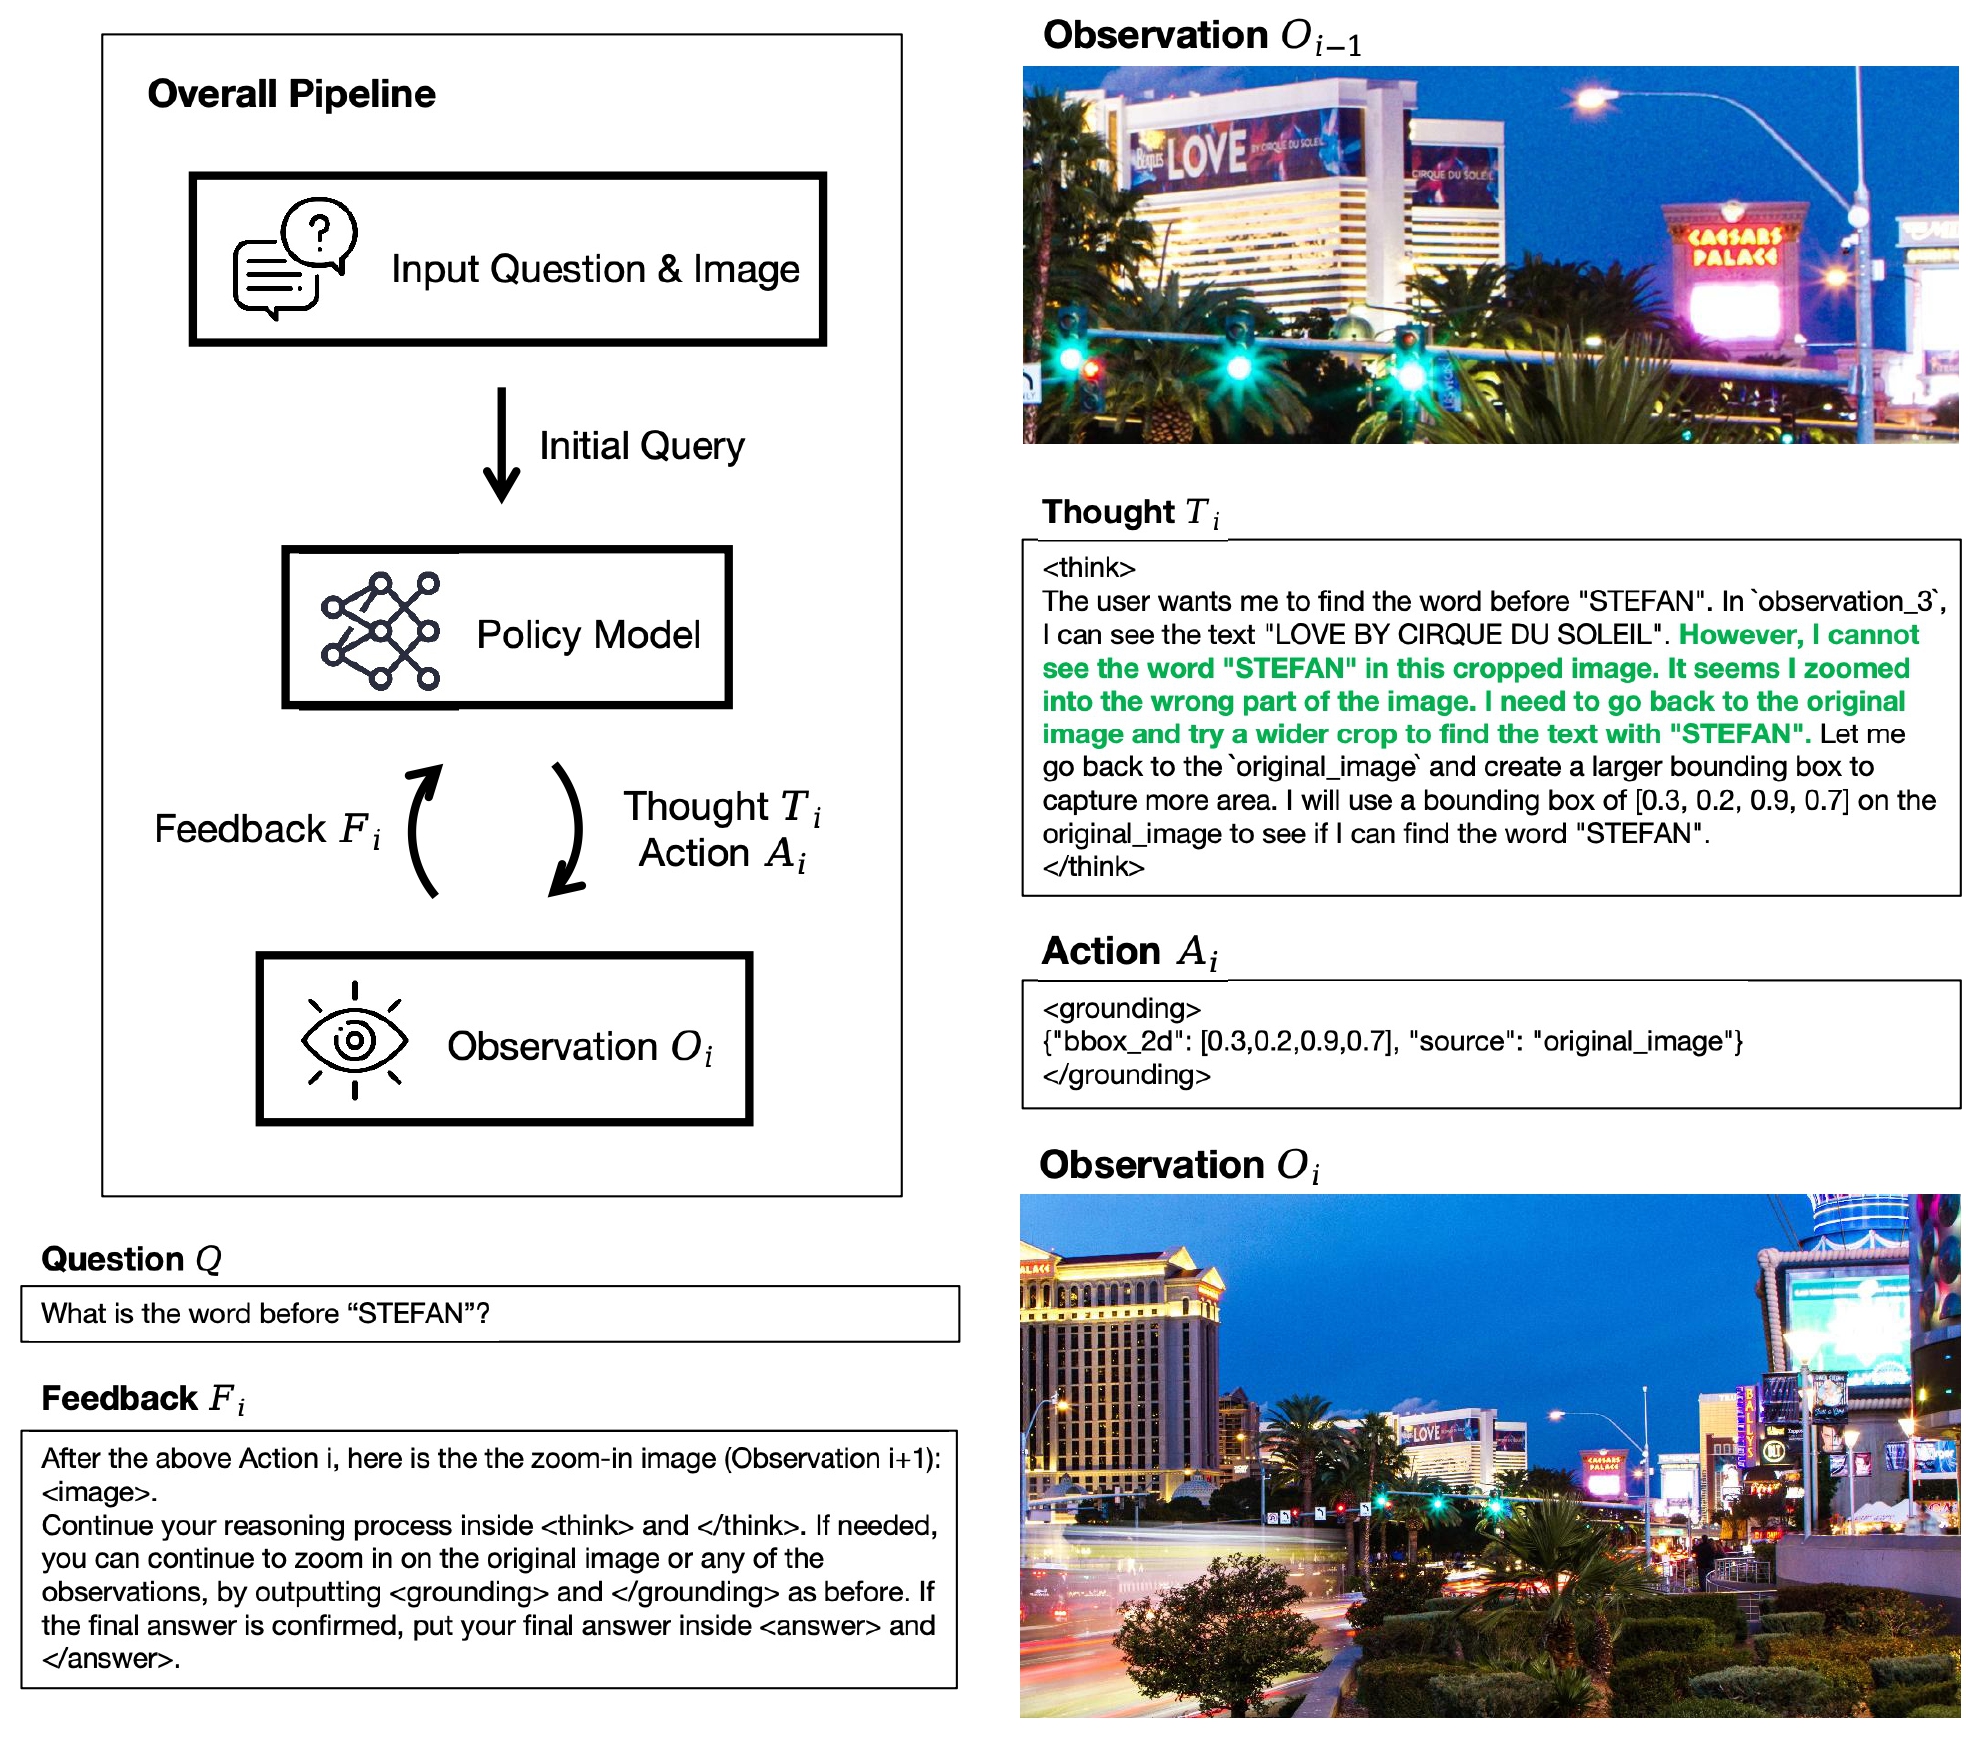 Overall Pipeline
Input Question & Image
Initial Query
Policy Model
Feedback F_i
Thought T_i
Action A_i
Observation O_i
Question Q
What is the word before “STEFAN”?
Feedback F_i
After the above Action i, here is the the zoom-in image (Observation i+1):
<image>.
Continue your reasoning process inside <think> and </think>. If needed,
you can continue to zoom in on the original image or any of the
observations, by outputting <grounding> and </grounding> as before. If
the final answer is confirmed, put your final answer inside <answer> and
</answer>.
Observation O_{i−1}
LOVE
BY CIRQUE DU SOLEIL
CIRQUE DU SOLEIL
CAESARS
PALACE
Thought T_i
<think>
The user wants me to find the word before "STEFAN". In `observation_3`,
I can see the text "LOVE BY CIRQUE DU SOLEIL". However, I cannot
see the word "STEFAN" in this cropped image. It seems I zoomed
into the wrong part of the image. I need to go back to the original
image and try a wider crop to find the text with "STEFAN". Let me
go back to the `original_image` and create a larger bounding box to
capture more area. I will use a bounding box of [0.3, 0.2, 0.9, 0.7] on the
original_image to see if I can find the word "STEFAN".
</think>
Action A_i
<grounding>
{"bbox_2d": [0.3,0.2,0.9,0.7], "source": "original_image"}
</grounding>
Observation O_i
LOVE
CAESARS
PALACE
BALLYS